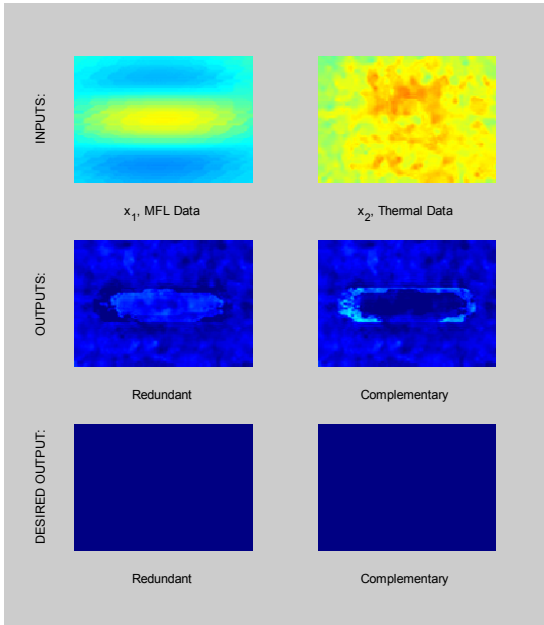 INPUTS:
x1, MFL Data
x2, Thermal Data
OUTPUTS:
Redundant
Complementary
DESIRED OUTPUT:
Redundant
Complementary